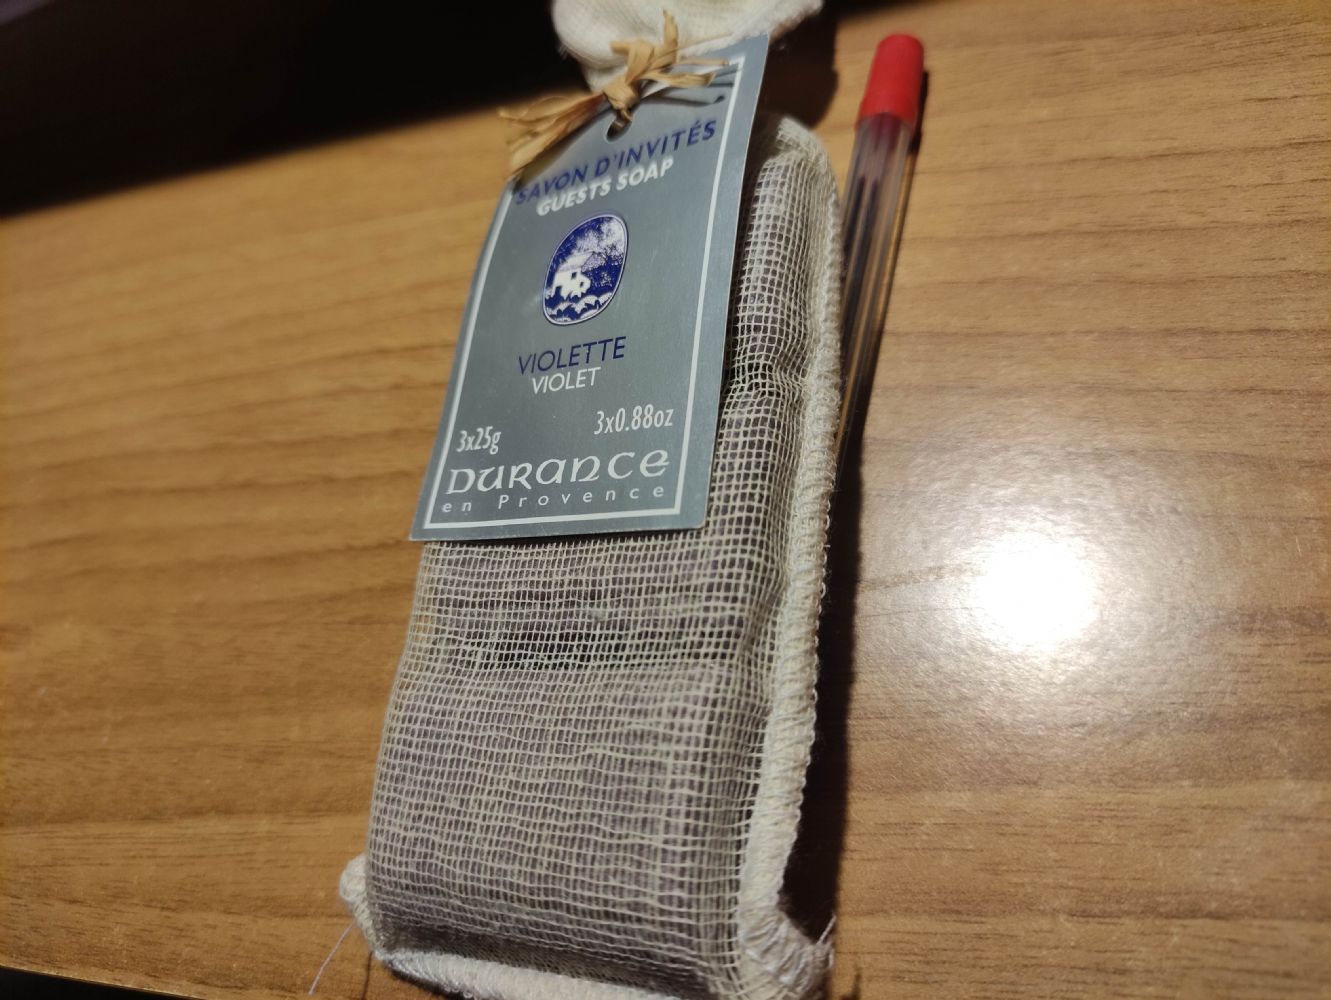 SAVON D'INVITÉS
GUESTS SOAP
VIOLETTE
VIOLET
3x25g 3x0.88oz
DURANCE
en Provence